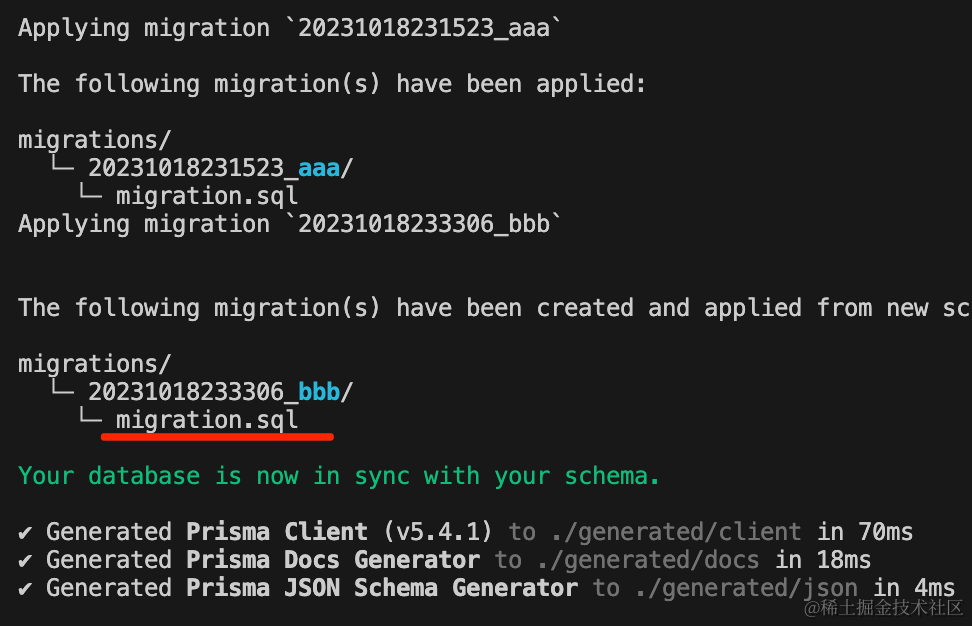 Applying migration `20231018231523_aaa`
The following migration(s) have been applied:
migrations/
└─ 20231018231523_aaa/
└─ migration.sql
Applying migration `20231018233306_bbb`
The following migration(s) have been created and applied from new sc
migrations/
└─ 20231018233306_bbb/
└─ migration.sql
Your database is now in sync with your schema.
✔ Generated Prisma Client (v5.4.1) to ./generated/client in 70ms
✔ Generated Prisma Docs Generator to ./generated/docs in 18ms
✔ Generated Prisma JSON Schema Generator to ./generated/json in 4ms
@稀土掘金技术社区